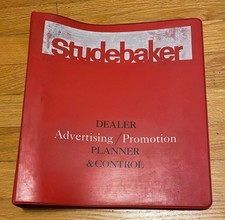 Studebaker
DEALER
Advertising/Promotion
PLANNER
& CONTROL